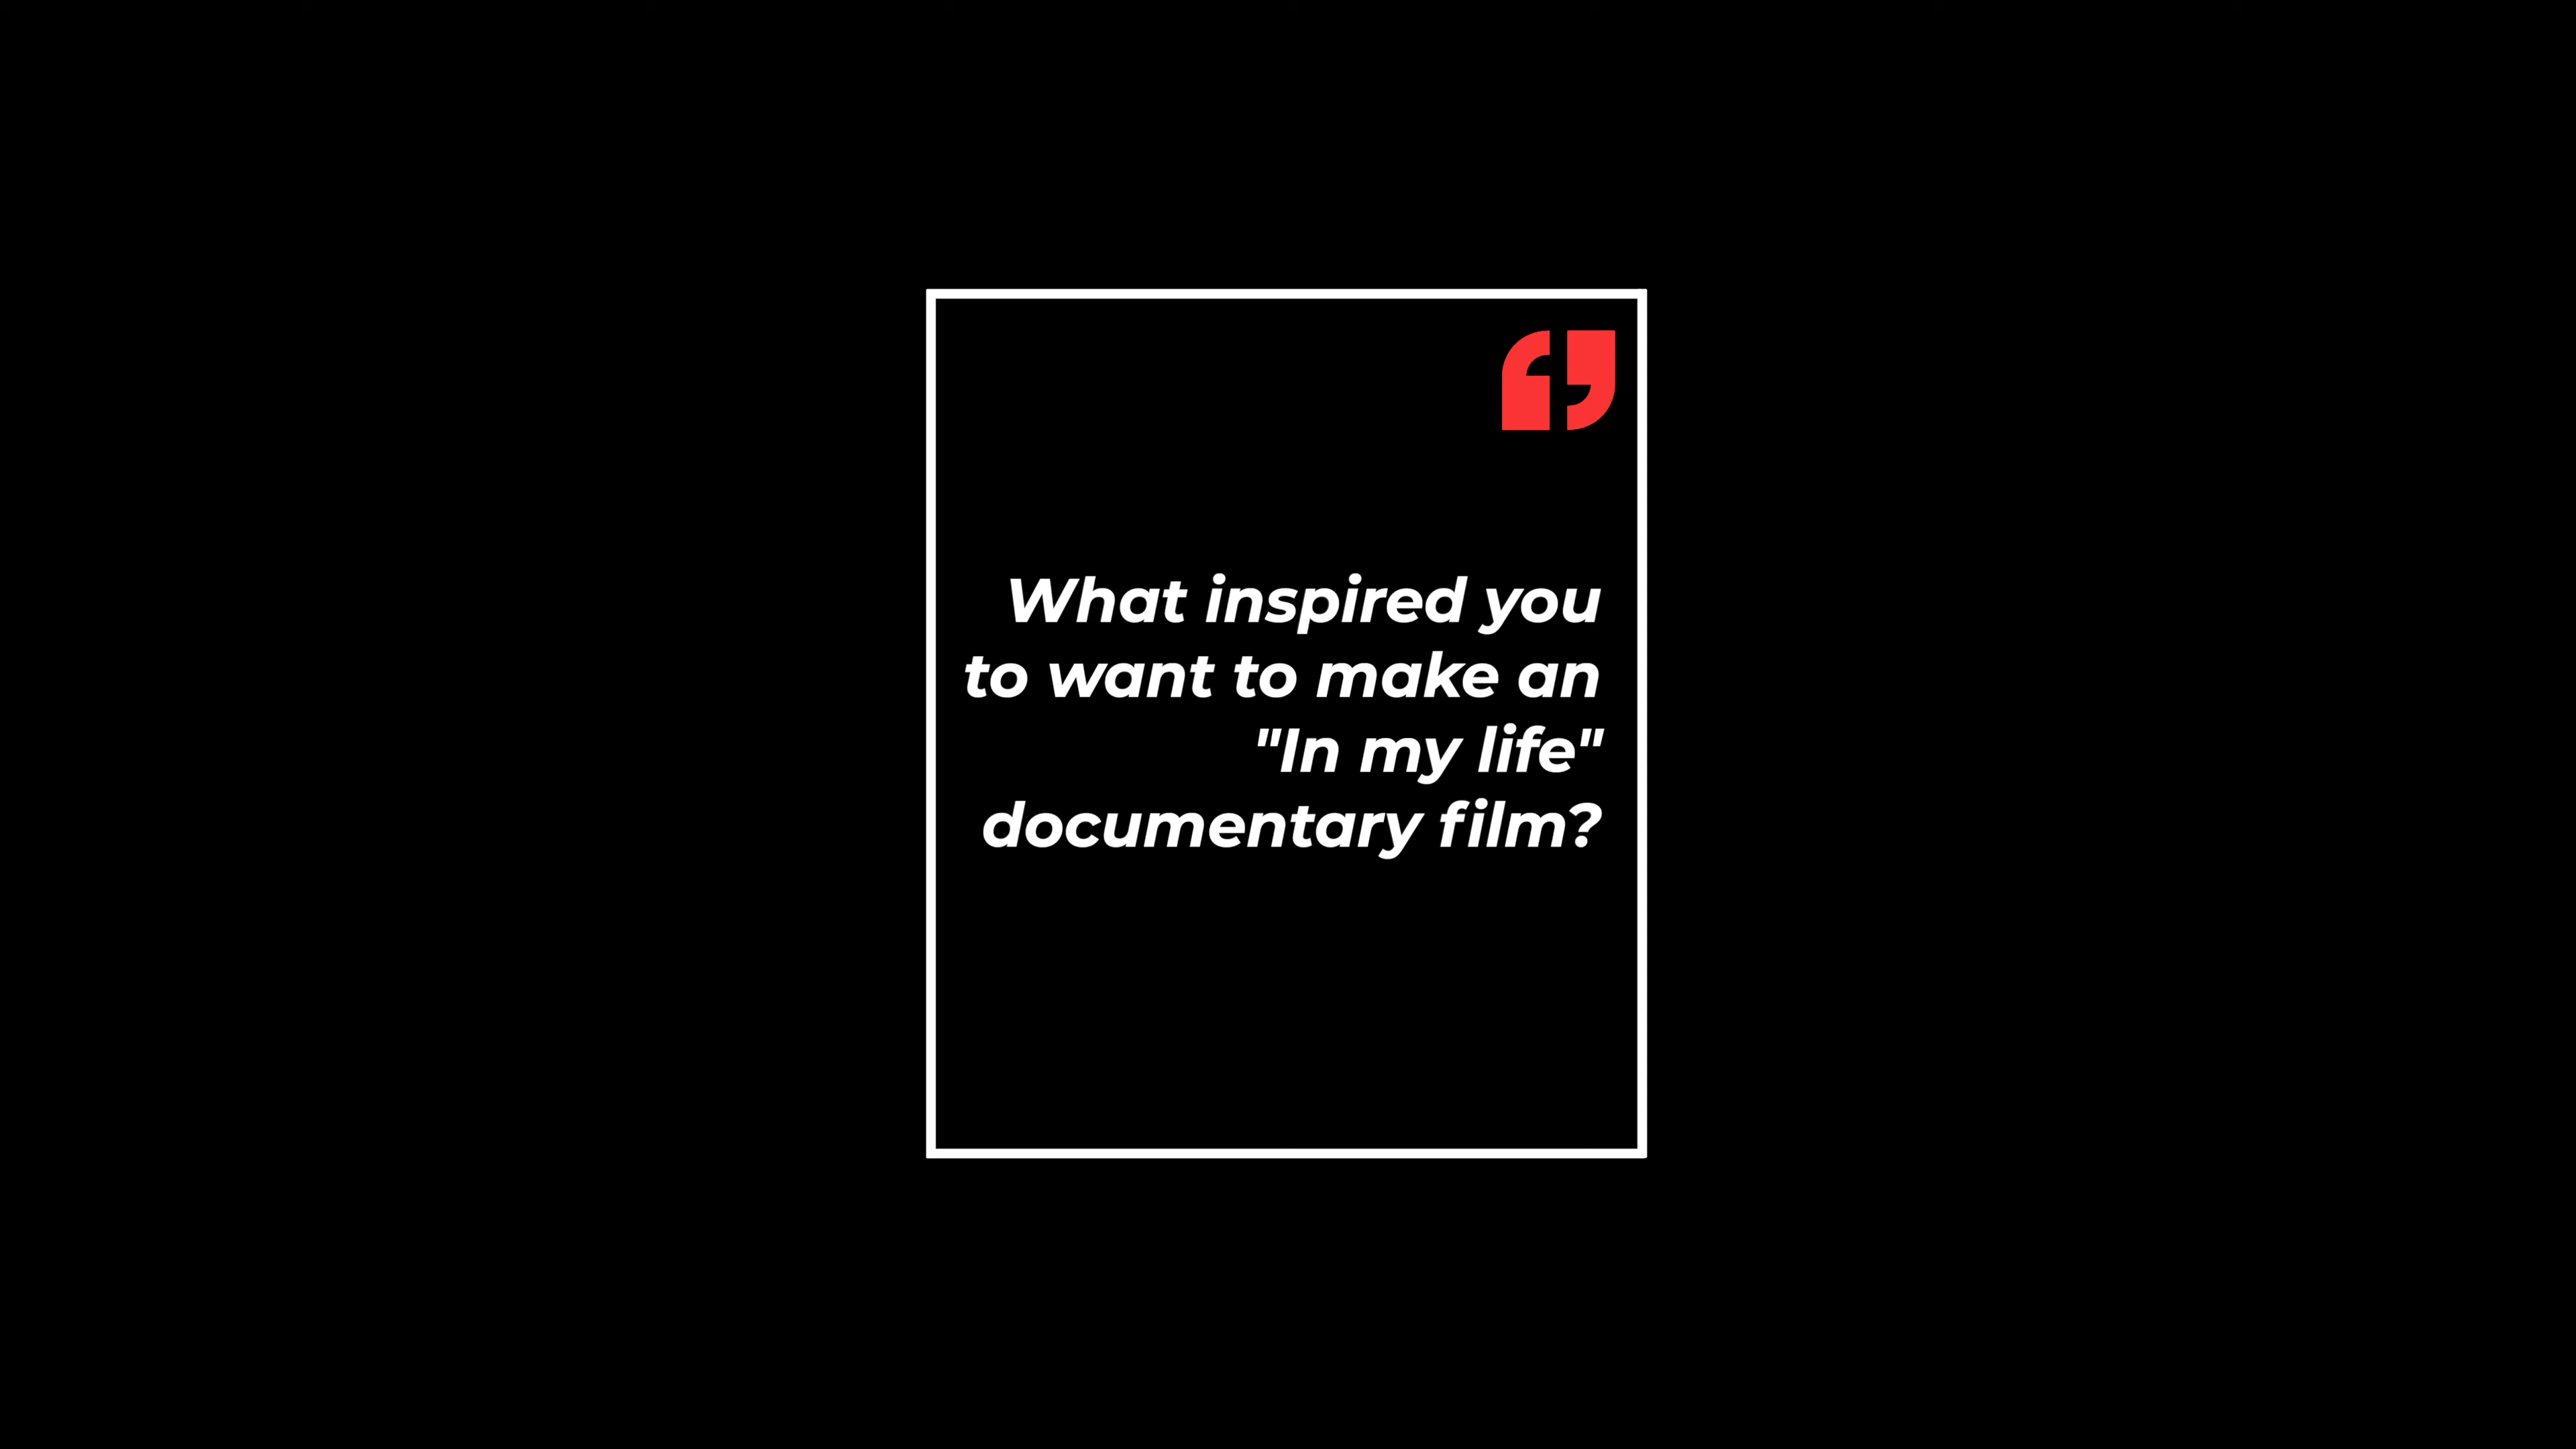 What inspired you
to want to make an
"In my life"
documentary film?